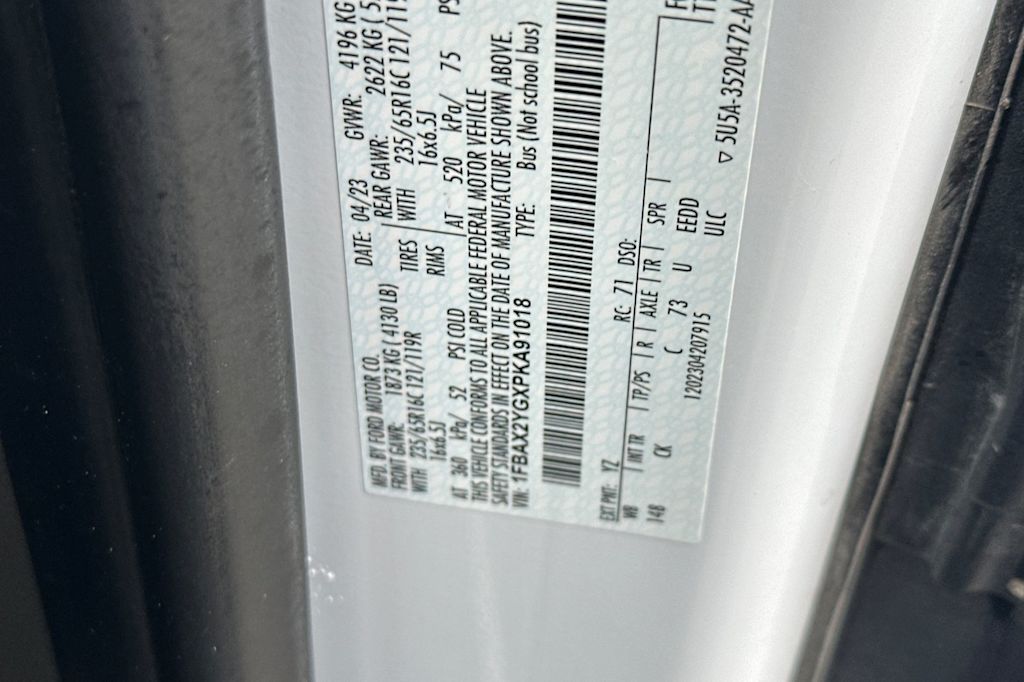 MFD. BY FORD MOTOR CO. DATE: 04/23 GVWR: 4196 KG
FRONT GAWR: 1873 KG ( 4130 LB) REAR GAWR: 2622 KG ( 5,
WITH 235/65R16C 121/119R TIRES WITH 235/65R16C 121/119
16x6.5J RIMS 16x6.5J
AT 360 kPa/ 52 PSI COLD AT 520 kPa/ 75 PS
THIS VEHICLE CONFORMS TO ALL APPLICABLE FEDERAL MOTOR VEHICLE
SAFETY STANDARDS IN EFFECT ON THE DATE OF MANUFACTURE SHOWN ABOVE.
VIN: 1FBAX2YGXPKA91018 TYPE: Bus (Not school bus)
EXT PNT: YZ RC: 71 DSO:
WB INT TR TP/PS R AXLE TR SPR
148 CK C 73 U EEDD
1202304207915 ULC
▽ 5U5A-3520472-AA